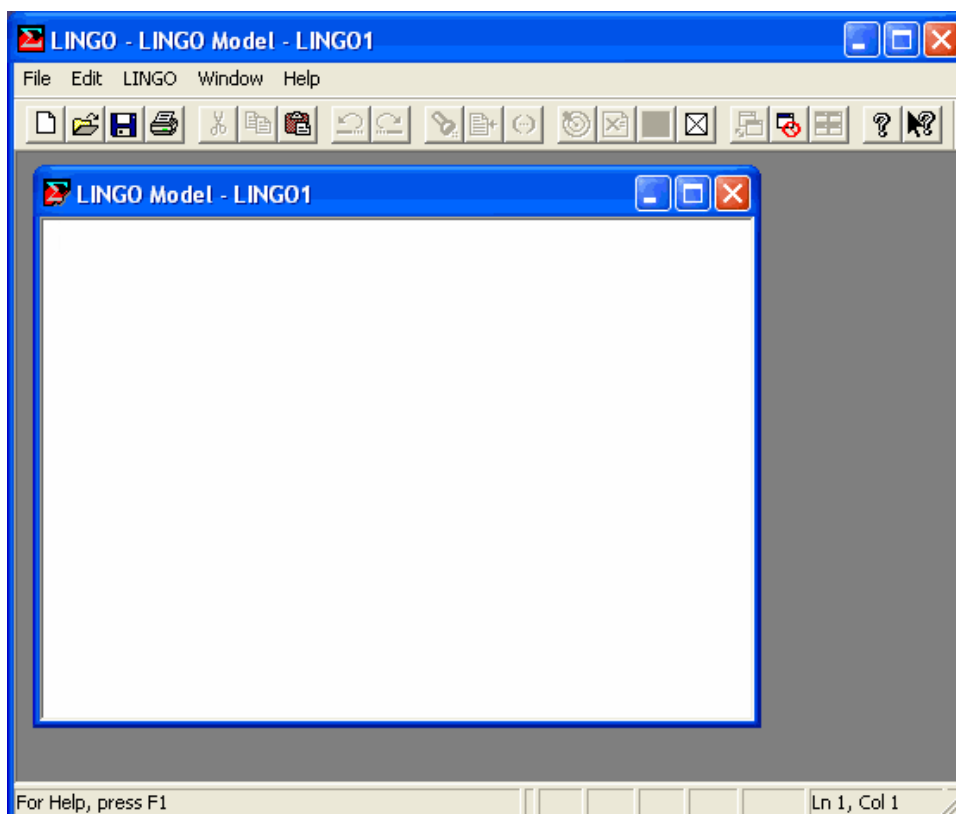 LINGO - LINGO Model - LINGO1
File Edit LINGO Window Help
LINGO Model - LINGO1
For Help, press F1
Ln 1, Col 1